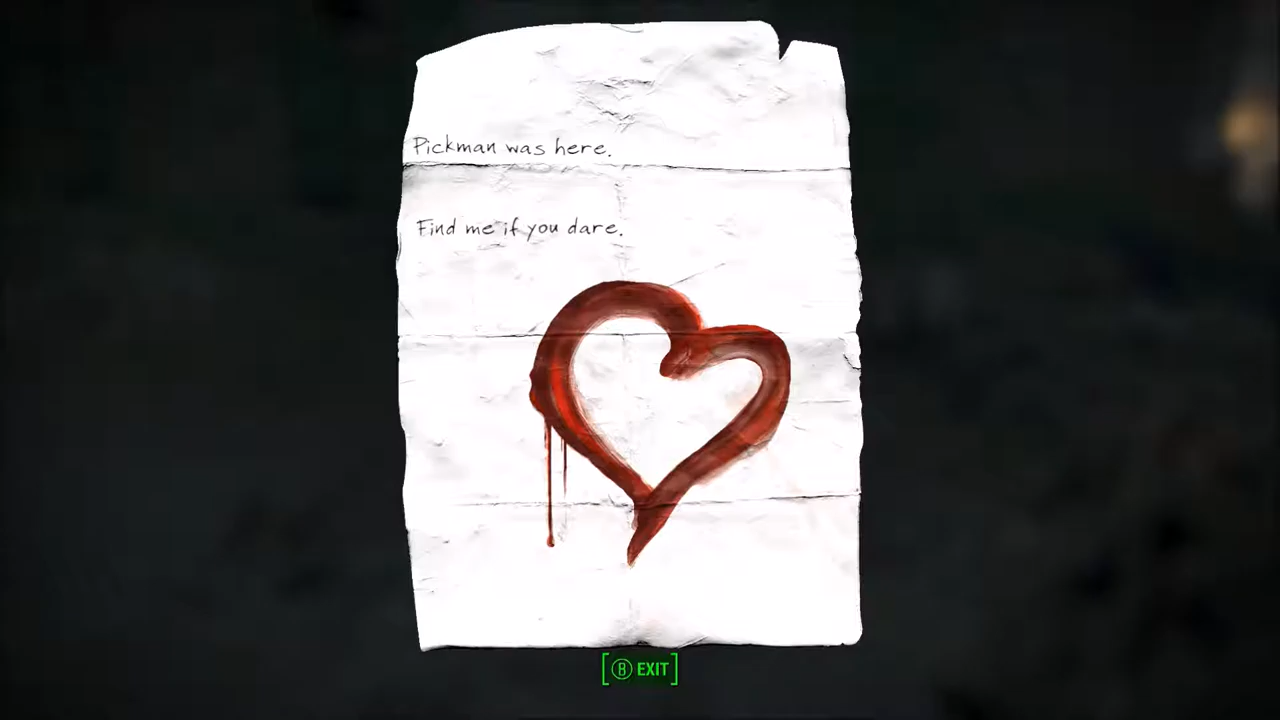 Pickman was here.
Find me if you dare.
[Ⓑ EXIT]